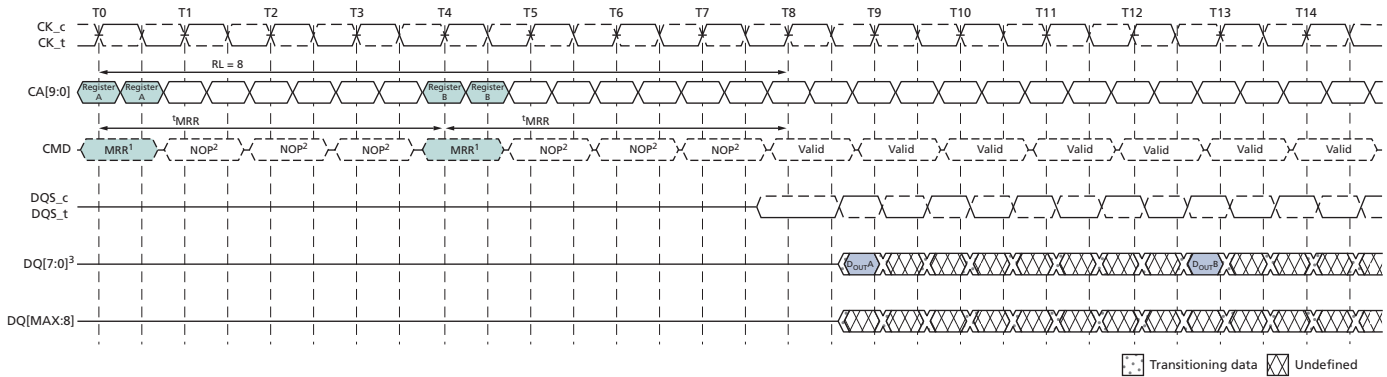 T0 T1 T2 T3 T4 T5 T6 T7 T8 T9 T10 T11 T12 T13 T14
CK_c
CK_t
RL = 8
CA[9:0] Register A Register A Register B Register B
tMRR tMRR
CMD MRR1 NOP2 NOP2 NOP2 MRR1 NOP2 NOP2 NOP2 Valid Valid Valid Valid Valid Valid Valid
DQS_c
DQS_t
DQ[7:0]3 DOUTA DOUTB
DQ[MAX:8]
Transitioning data Undefined